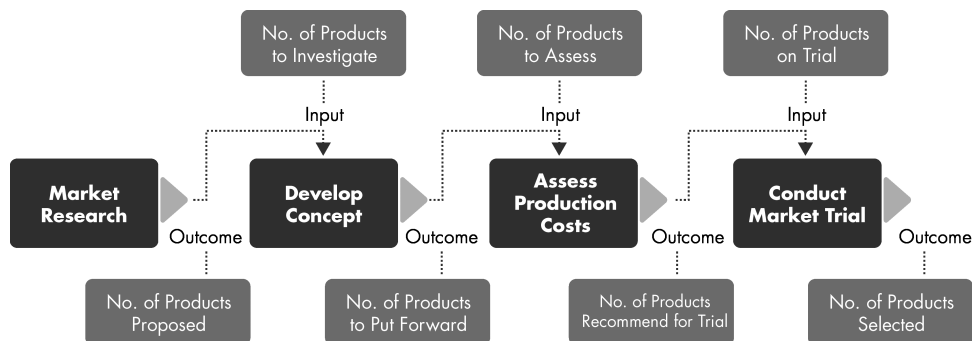 No. of Products
to Investigate
No. of Products
to Assess
No. of Products
on Trial
Input
Input
Input
Market
Research
Develop
Concept
Assess
Production
Costs
Conduct
Market Trial
Outcome
Outcome
Outcome
Outcome
No. of Products
Proposed
No. of Products
to Put Forward
No. of Products
Recommend for Trial
No. of Products
Selected